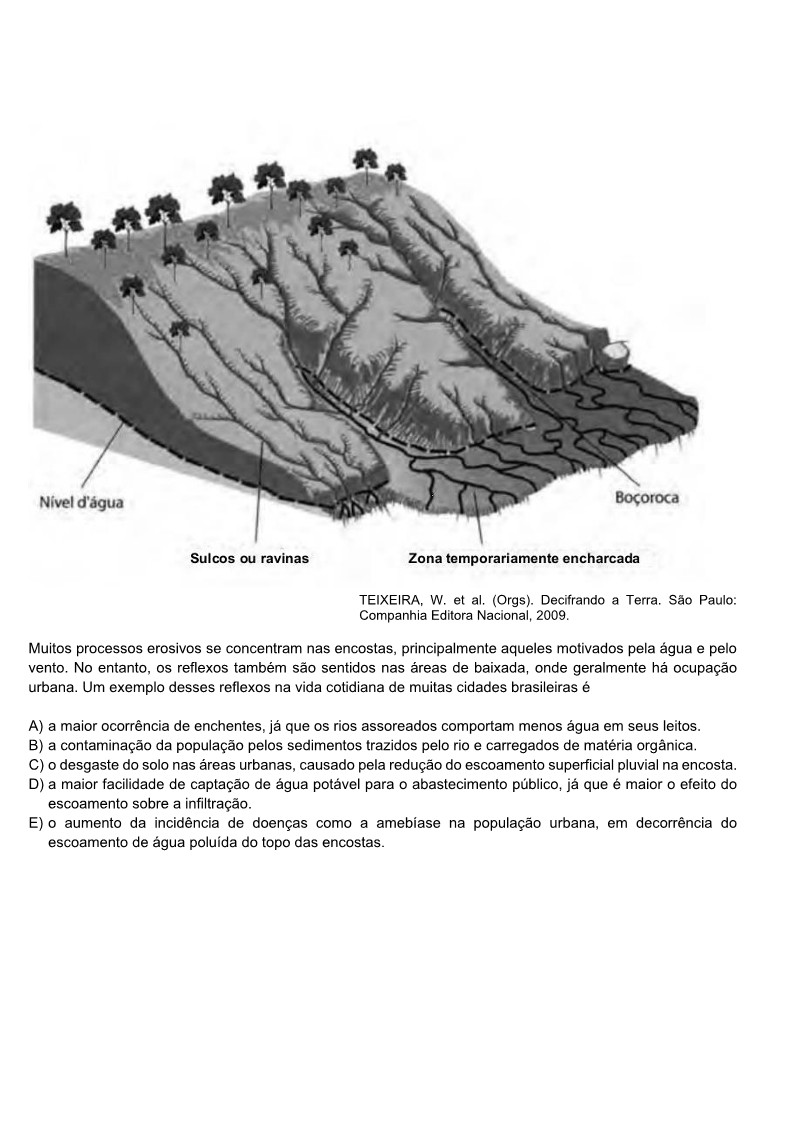 Nível d'água
Boçoroca
Sulcos ou ravinas
Zona temporariamente encharcada
TEIXEIRA, W. et al. (Orgs). Decifrando a Terra. São Paulo:
Companhia Editora Nacional, 2009.
Muitos processos erosivos se concentram nas encostas, principalmente aqueles motivados pela água e pelo
vento. No entanto, os reflexos também são sentidos nas áreas de baixada, onde geralmente há ocupação
urbana. Um exemplo desses reflexos na vida cotidiana de muitas cidades brasileiras é
A) a maior ocorrência de enchentes, já que os rios assoreados comportam menos água em seus leitos.
B) a contaminação da população pelos sedimentos trazidos pelo rio e carregados de matéria orgânica.
C) o desgaste do solo nas áreas urbanas, causado pela redução do escoamento superficial pluvial na encosta.
D) a maior facilidade de captação de água potável para o abastecimento público, já que é maior o efeito do
escoamento sobre a infiltração.
E) o aumento da incidência de doenças como a amebíase na população urbana, em decorrência do
escoamento de água poluída do topo das encostas.